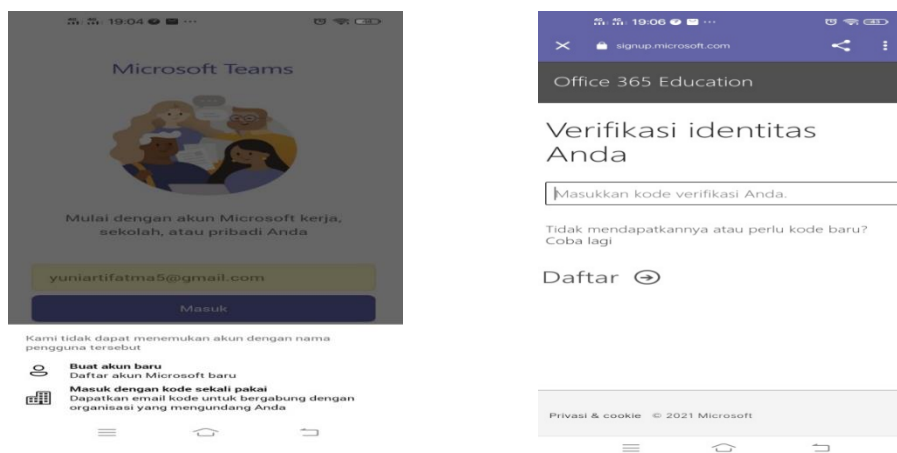 19:04
Microsoft Teams
Mulai dengan akun Microsoft kerja,
sekolah, atau pribadi Anda
yuniartifatma5@gmail.com
Masuk
Kami tidak dapat menemukan akun dengan nama
pengguna tersebut
Buat akun baru
Daftar akun Microsoft baru
Masuk dengan kode sekali pakai
Dapatkan email kode untuk bergabung dengan
organisasi yang mengundang Anda
19:06
signup.microsoft.com
Office 365 Education
Verifikasi identitas
Anda
Masukkan kode verifikasi Anda.
Tidak mendapatkannya atau perlu kode baru?
Coba lagi
Daftar
Privasi & cookie © 2021 Microsoft